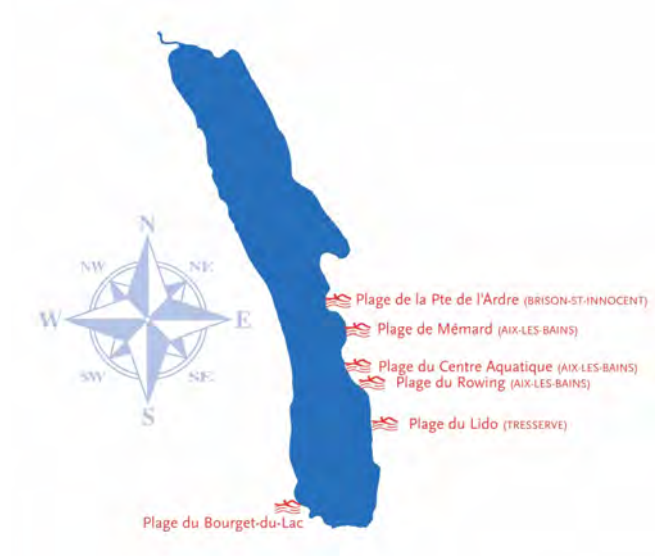 N
NW
NE
W
E
SW
SE
S
Plage de la Pte de l'Ardre (BRISON-ST-INNOCENT)
Plage de Mémard (AIX-LES-BAINS)
Plage du Centre Aquatique (AIX-LES-BAINS)
Plage du Rowing (AIX-LES-BAINS)
Plage du Lido (TRESSERVE)
Plage du Bourget-du-Lac